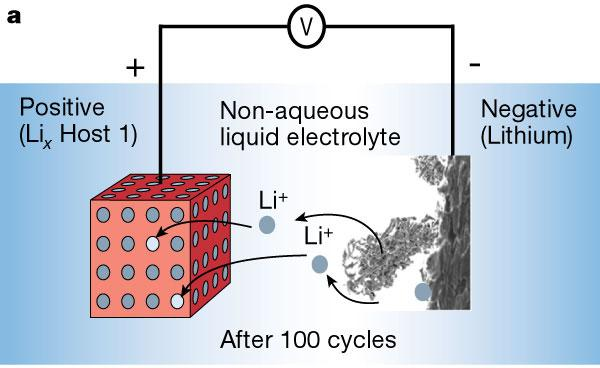 a
V
+
-
Positive
(Liₓ Host 1)
Non-aqueous
liquid electrolyte
Negative
(Lithium)
Li⁺
Li⁺
After 100 cycles